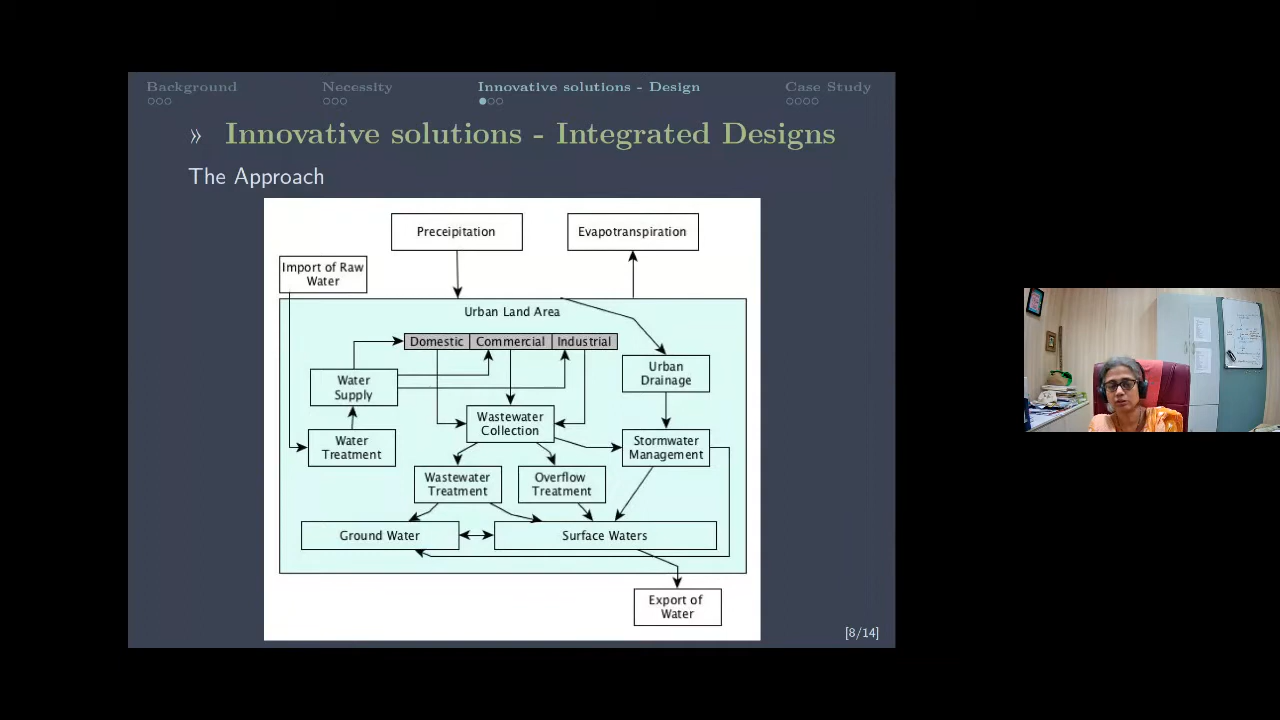 Background
Necessity
Innovative solutions - Design
Case Study
» Innovative solutions - Integrated Designs
The Approach
Preceipitation
Evapotranspiration
Import of Raw
Water
Urban Land Area
Domestic
Commercial
Industrial
Urban
Drainage
Water
Supply
Wastewater
Collection
Water
Treatment
Stormwater
Management
Wastewater
Treatment
Overflow
Treatment
Ground Water
Surface Waters
Export of
Water
[8/14]